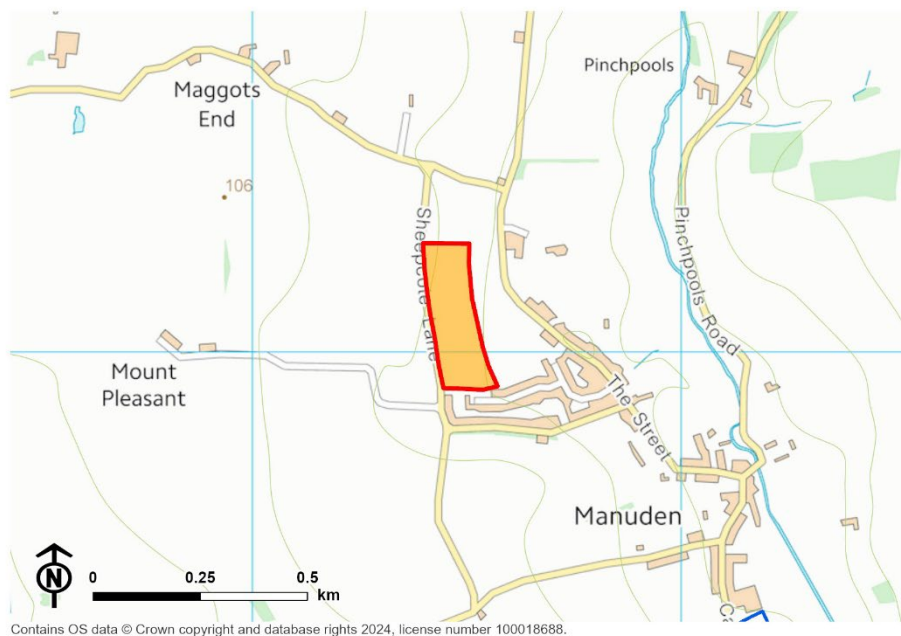 Pinchpools
Maggots
End
106
Sheepcote Lane
Pinchpools Road
Mount
Pleasant
The Street
Manuden
N
0 0.25 0.5
km
Contains OS data © Crown copyright and database rights 2024, license number 100018688.